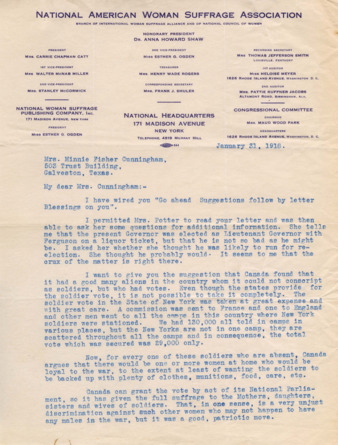 NATIONAL AMERICAN WOMAN SUFFRAGE ASSOCIATION
BRANCH OF INTERNATIONAL WOMAN SUFFRAGE ALLIANCE AND OF NATIONAL COUNCIL OF WOMEN
HONORARY PRESIDENT
DR. ANNA HOWARD SHAW
PRESIDENT
MRS. CARRIE CHAPMAN CATT
1ST VICE-PRESIDENT
MRS. WALTER McNAB MILLER
2ND VICE-PRESIDENT
MRS. STANLEY McCORMICK
3RD VICE-PRESIDENT
MISS ESTHER G. OGDEN
TREASURER
MRS. HENRY WADE ROGERS
CORRESPONDING SECRETARY
MRS. FRANK J. SHULER
RECORDING SECRETARY
MRS. THOMAS JEFFERSON SMITH
LOUISVILLE, KENTUCKY
1ST AUDITOR
MISS HELOISE MEYER
1626 RHODE ISLAND AVENUE, WASHINGTON, D. C.
2ND AUDITOR
MRS. PATTIE RUFFNER JACOBS
ALTAMONT ROAD, BIRMINGHAM, ALA.
NATIONAL WOMAN SUFFRAGE
PUBLISHING COMPANY, INC.
171 MADISON AVENUE, NEW YORK
PRESIDENT
MISS ESTHER G. OGDEN
NATIONAL HEADQUARTERS
171 MADISON AVENUE
NEW YORK
TELEPHONE, 4818 MURRAY HILL
CONGRESSIONAL COMMITTEE
CHAIRMAN
MRS. MAUD WOOD PARK
HEADQUARTERS
1626 RHODE ISLAND AVENUE, WASHINGTON, D. C.
January 31, 1918.
Mrs. Minnie Fisher Cunningham,
502 Trust Building,
Galveston, Texas.
My dear Mrs. Cunningham:-
I have wired you "Go ahead Suggestions follow by letter
Blessings on you".
I permitted Mrs. Potter to read your letter and was then
able to ask her some questions for additional information. She tells
me that the present Governor was elected as Lieutenant Governor with
Ferguson on a liquor ticket, but that he is not so bad as he might
be. I asked her whether she thought he was likely to run for re-
election. She thought he probably would. It seems to me that the
crux of the matter is right there.
I want to give you the suggestion that Canada found that
it had a good many aliens in the country whom it could not conscript
as soldiers, but who had votes. Even though the states provide for
the soldier vote, it is not possible to take it completely. The
soldier vote in the State of New York was taken at great expense and
with great care. A commission was sent to France and one to England
and other men went to all the camps in this country where New York
soldiers were stationed. We had 130,000 all told in camps in
various places, but the New Yorks are not in one camp, they are
scattered throughout all the camps and in consequence, the total
vote which was secured was 29,000 only.
Now, for every one of these soldiers who are absent, Canada
argues that there would be one or more women at home who would be
loyal to the war, to the extent at least of wanting the soldiers to
be backed up with plenty of clothes, munitions, food, care, etc.
Canada can grant the vote by act of its National Parlia-
ment, so it has given the full suffrage to the Mothers, daughters,
sisters and wives of soldiers. That, in one sense, is a very unjust
discrimination against such other women who may not happen to have
any males in the war, but it was a good, patriotic move.